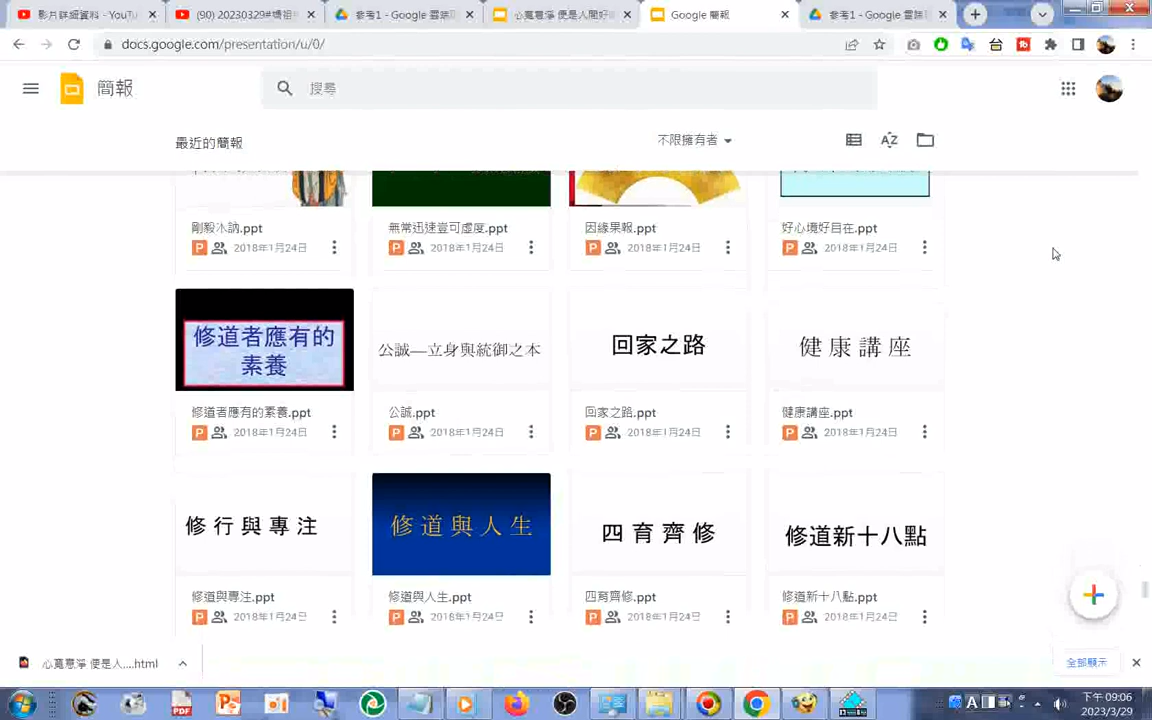 影片詳細資料 - YouTu
(90) 20230329#媽祖
參考1 - Google 雲端
心寬意淨 便是人間好
Google 簡報
參考1 - Google 雲端
docs.google.com/presentation/u/0/
簡報
搜尋
最近的簡報
不限擁有者
AZ
剛毅木訥.ppt
無常迅速豈可虛度.ppt
因緣果報.ppt
好心境好自在.ppt
P 2018年1月24日
P 2018年1月24日
P 2018年1月24日
P 2018年1月24日
修道者應有的
素養
公誠—立身與統御之本
回家之路
健康講座
修道者應有的素養.ppt
公誠.ppt
回家之路.ppt
健康講座.ppt
P 2018年1月24日
P 2018年1月24日
P 2018年1月24日
P 2018年1月24日
修行與專注
修道與人生
四育齊修
修道新十八點
修道與專注.ppt
修道與人生.ppt
四育齊修.ppt
修道新十八點.ppt
P 2018年1月24日
P 2018年1月24日
P 2018年1月24日
P 2018年1月24日
心寬意淨 便是人....html
全部顯示
PDF
A
下午 09:06
2023/3/29